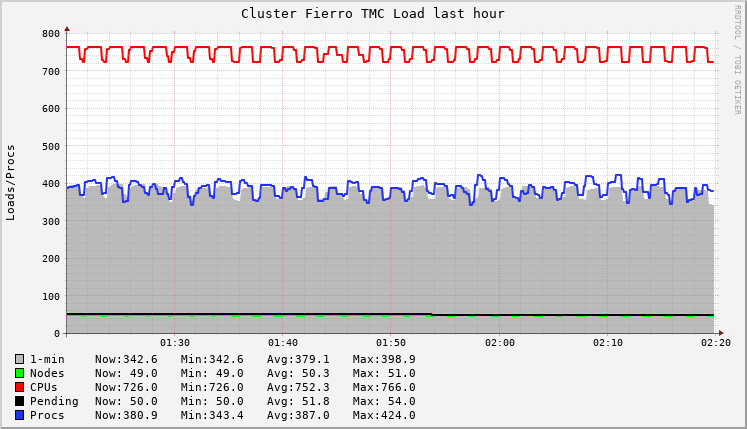 Cluster Fierro TMC Load last hour
RRDTOOL / TOBI OETIKER
Loads/Procs
800
700
600
500
400
300
200
100
0
01:30 01:40 01:50 02:00 02:10 02:20
1-min Now:342.6 Min:342.6 Avg:379.1 Max:398.9
Nodes Now: 49.0 Min: 49.0 Avg: 50.3 Max: 51.0
CPUs Now:726.0 Min:726.0 Avg:752.3 Max:766.0
Pending Now: 50.0 Min: 50.0 Avg: 51.8 Max: 54.0
Procs Now:380.9 Min:343.4 Avg:387.0 Max:424.0